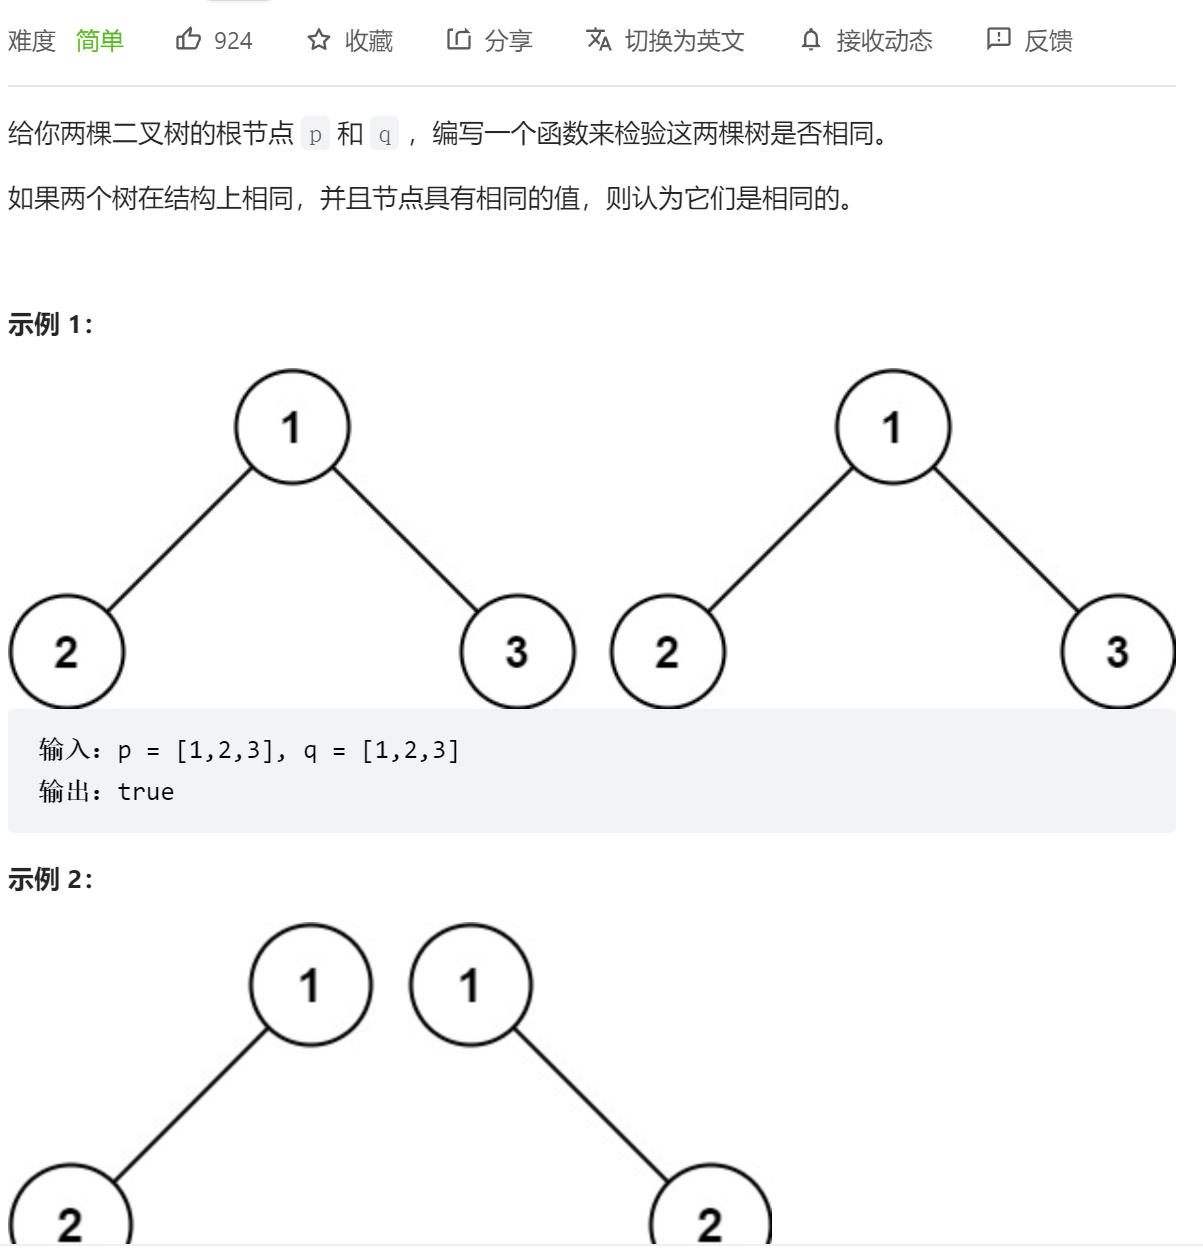 难度 简单 924 收藏 分享 切换为英文 接收动态 反馈
给你两棵二叉树的根节点 p 和 q ，编写一个函数来检验这两棵树是否相同。
如果两个树在结构上相同，并且节点具有相同的值，则认为它们是相同的。
示例 1：
1 1
2 3 2 3
输入：p = [1,2,3], q = [1,2,3]
输出：true
示例 2：
1 1
2 2